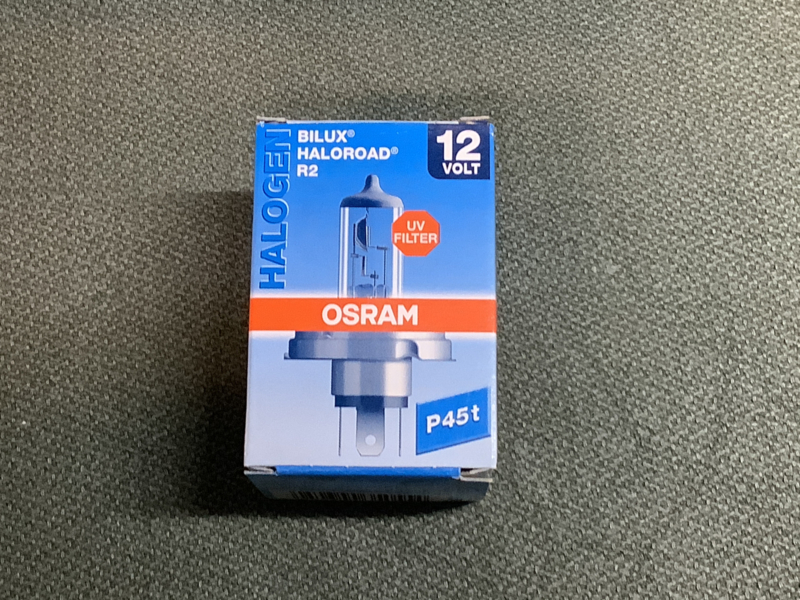 HALOGEN
BILUX®
HALOROAD®
R2
12
VOLT
UV
FILTER
OSRAM
P45t